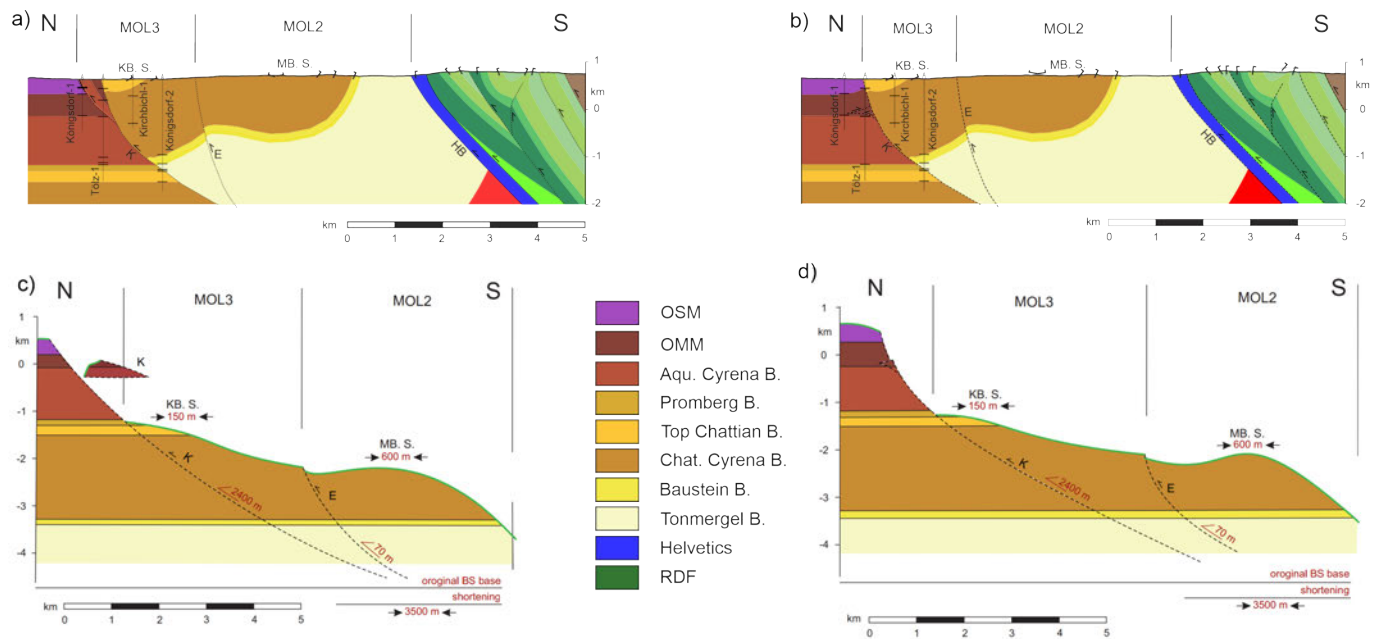 a)
N
MOL3
MOL2
S
KB. S.
MB. S.
Königsdorf-1
Tölz-1
Kirchbichl-1
Königsdorf-2
K
E
HB
1
km
0
-1
-2
km
0 1 2 3 4 5
b)
N
MOL3
MOL2
S
KB. S.
MB. S.
Königsdorf-1
Tölz-1
Kirchbichl-1
Königsdorf-2
K
E
HB
1
km
0
-1
-2
km
0 1 2 3 4 5
c)
N
MOL3
MOL2
S
1
km
0
-1
-2
-3
-4
K
KB. S.
150 m
MB. S.
600 m
K
E
2400 m
70 m
oroginal BS base
shortening
3500 m
km
0 1 2 3 4 5
OSM
OMM
Aqu. Cyrena B.
Promberg B.
Top Chattian B.
Chat. Cyrena B.
Baustein B.
Tonmergel B.
Helvetics
RDF
d)
N
MOL3
MOL2
S
1
km
0
-1
-2
-3
-4
KB. S.
150 m
MB. S.
600 m
K
E
2400 m
70 m
oroginal BS base
shortening
3500 m
km
0 1 2 3 4 5